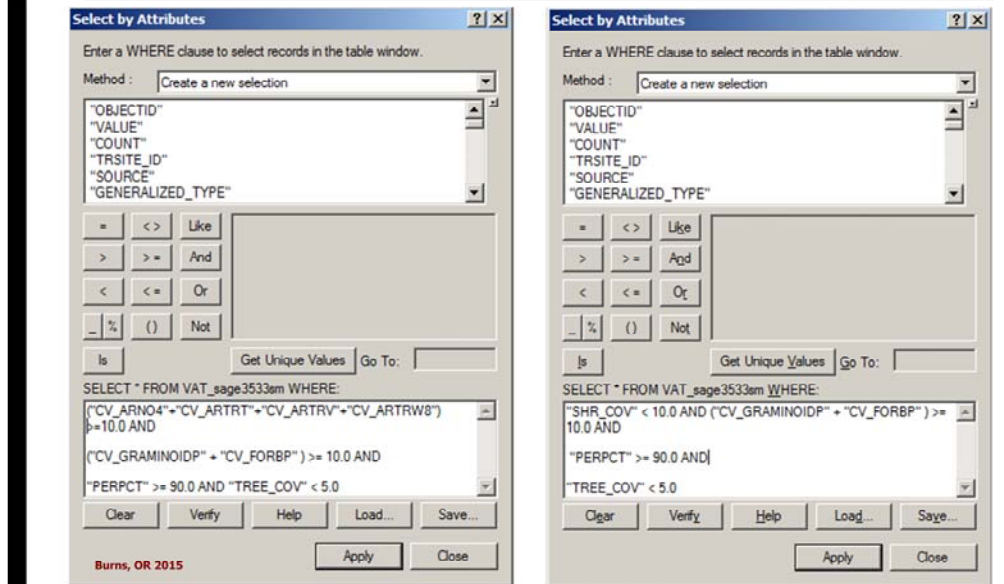 Select by Attributes
Enter a WHERE clause to select records in the table window.
Method : Create a new selection
"OBJECTID"
"VALUE"
"COUNT"
"TRSITE_ID"
"SOURCE"
"GENERALIZED_TYPE"
= < > Like
> > = And
< < = Or
_ % () Not
Is Get Unique Values Go To:
SELECT * FROM VAT_sage3533sm WHERE:
("CV_ARNO4"+"CV_ARTRT"+"CV_ARTRV"+"CV_ARTRW8")
>=10.0 AND
("CV_GRAMINOIDP" + "CV_FORBP" ) >= 10.0 AND
"PERPCT" >= 90.0 AND "TREE_COV" < 5.0
Clear Verify Help Load... Save...
Apply Close
Burns, OR 2015
Select by Attributes
Enter a WHERE clause to select records in the table window.
Method : Create a new selection
"OBJECTID"
"VALUE"
"COUNT"
"TRSITE_ID"
"SOURCE"
"GENERALIZED_TYPE"
= < > Like
> > = And
< < = Or
_ % () Not
Is Get Unique Values Go To:
SELECT * FROM VAT_sage3533sm WHERE:
"SHR_COV" < 10.0 AND ("CV_GRAMINOIDP" + "CV_FORBP" ) >=
10.0 AND
"PERPCT" >= 90.0 AND
"TREE_COV" < 5.0
Clear Verify Help Load... Save...
Apply Close